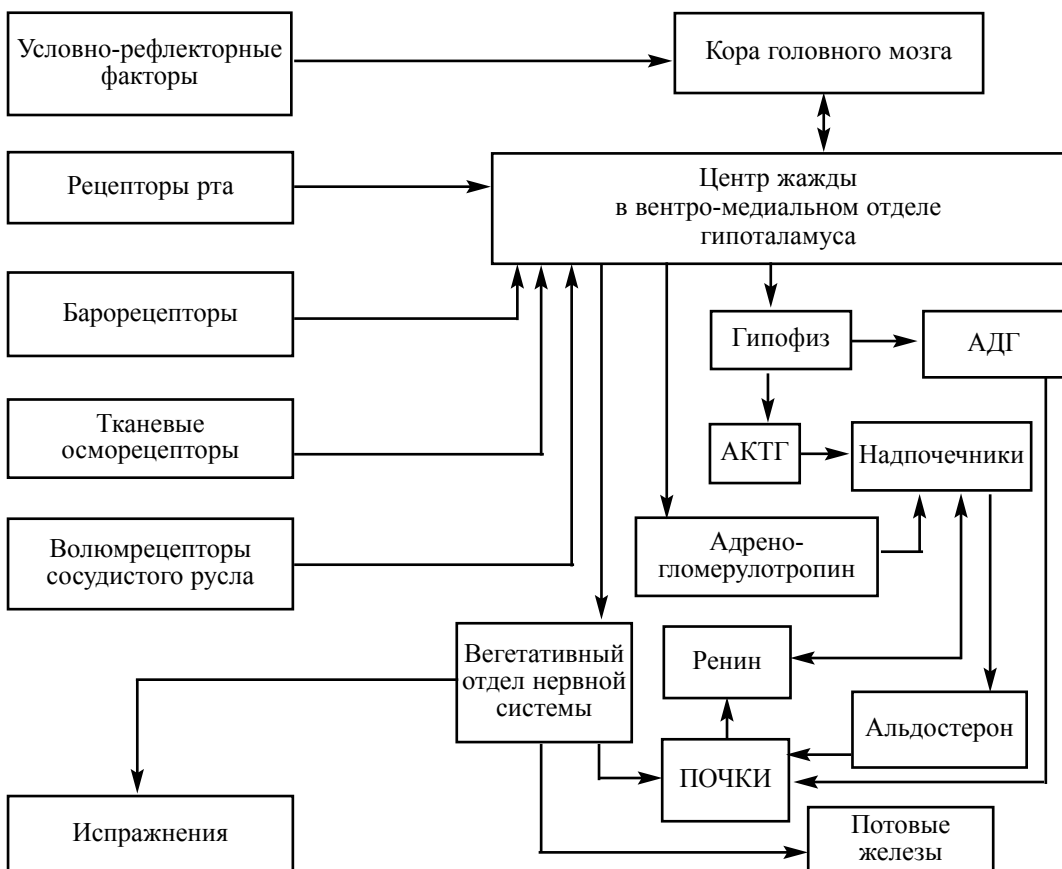 Условно-рефлекторные
факторы
Кора головного мозга
Рецепторы рта
Центр жажды
в вентро-медиальном отделе
гипоталамуса
Барорецепторы
Гипофиз
АДГ
Тканевые
осморецепторы
АКТГ
Надпочечники
Волюмрецепторы
сосудистого русла
Адрено-
гломерулотропин
Вегетативный
отдел нервной
системы
Ренин
Альдостерон
ПОЧКИ
Испражнения
Потовые
железы